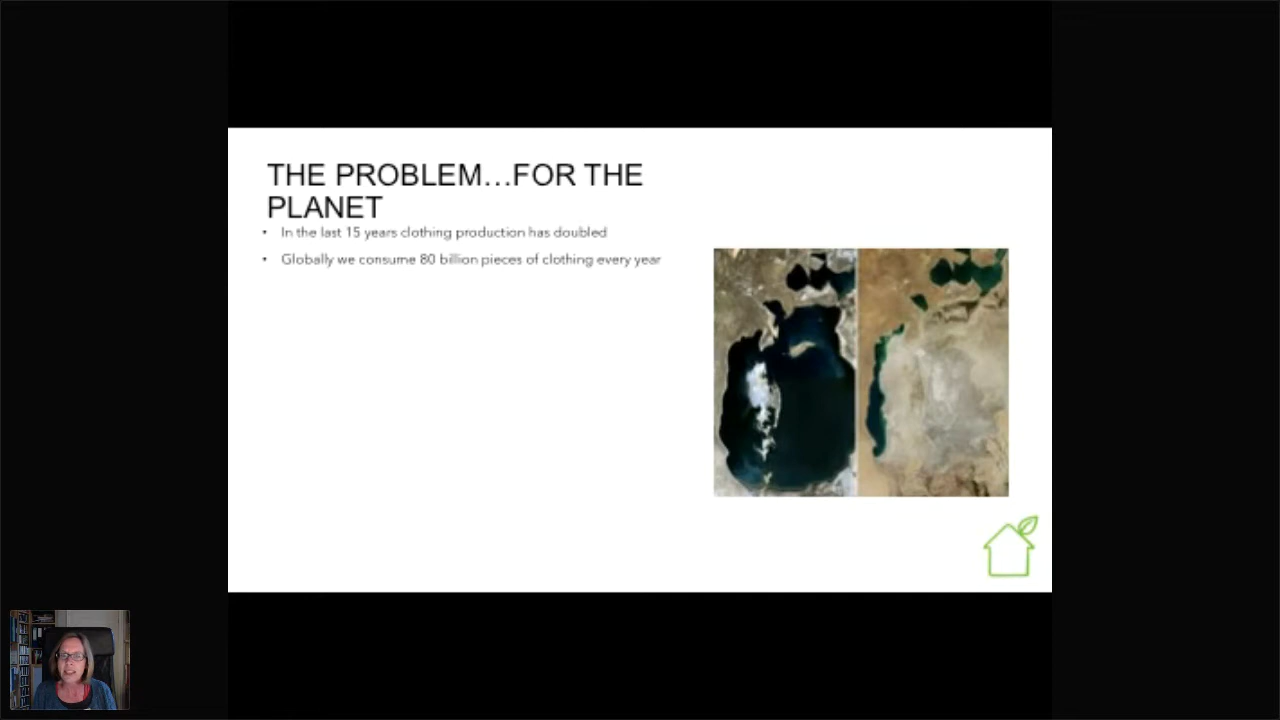 THE PROBLEM...FOR THE
PLANET
• In the last 15 years clothing production has doubled
• Globally we consume 80 billion pieces of clothing every year